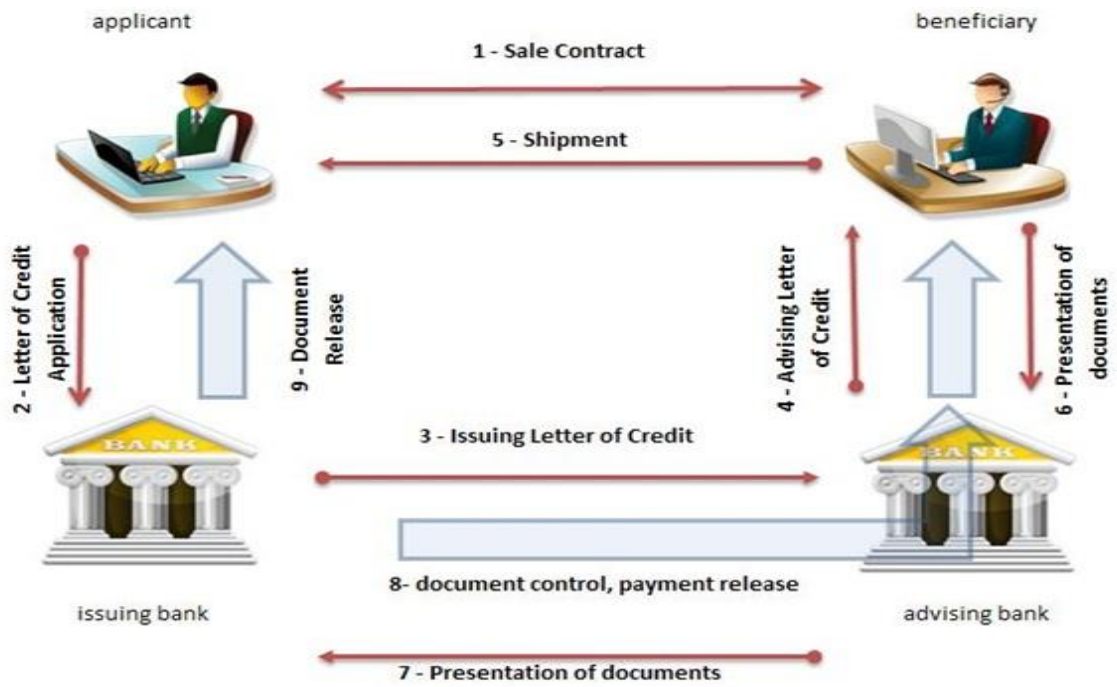 applicant
beneficiary
1 - Sale Contract
5 - Shipment
2 - Letter of Credit
Application
9 - Document
Release
4 - Advising Letter
of Credit
6 - Presentation of
documents
3 - Issuing Letter of Credit
BANK
BANK
8- document control, payment release
issuing bank
advising bank
7 - Presentation of documents